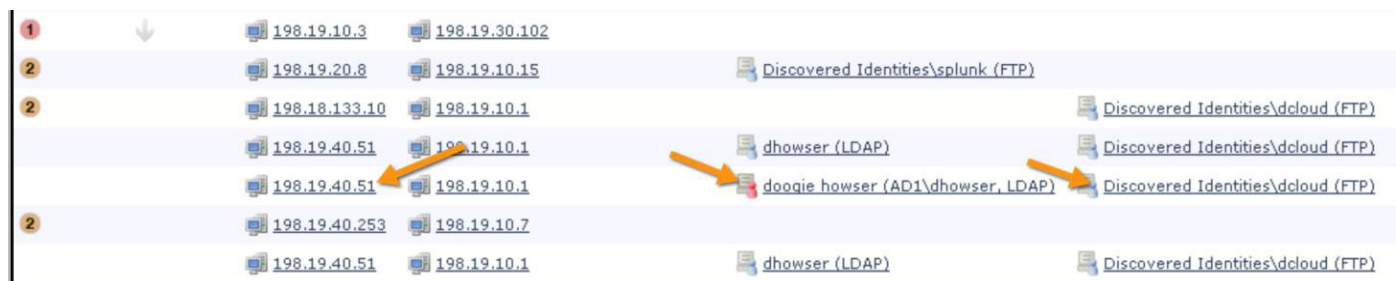 1 198.19.10.3 198.19.30.102
2 198.19.20.8 198.19.10.15 Discovered Identities\splunk (FTP)
2 198.18.133.10 198.19.10.1 Discovered Identities\dcloud (FTP)
198.19.40.51 198.19.10.1 dhowser (LDAP) Discovered Identities\dcloud (FTP)
198.19.40.51 198.19.10.1 doogie howser (AD1\dhowser, LDAP) Discovered Identities\dcloud (FTP)
2 198.19.40.253 198.19.10.7
198.19.40.51 198.19.10.1 dhowser (LDAP) Discovered Identities\dcloud (FTP)